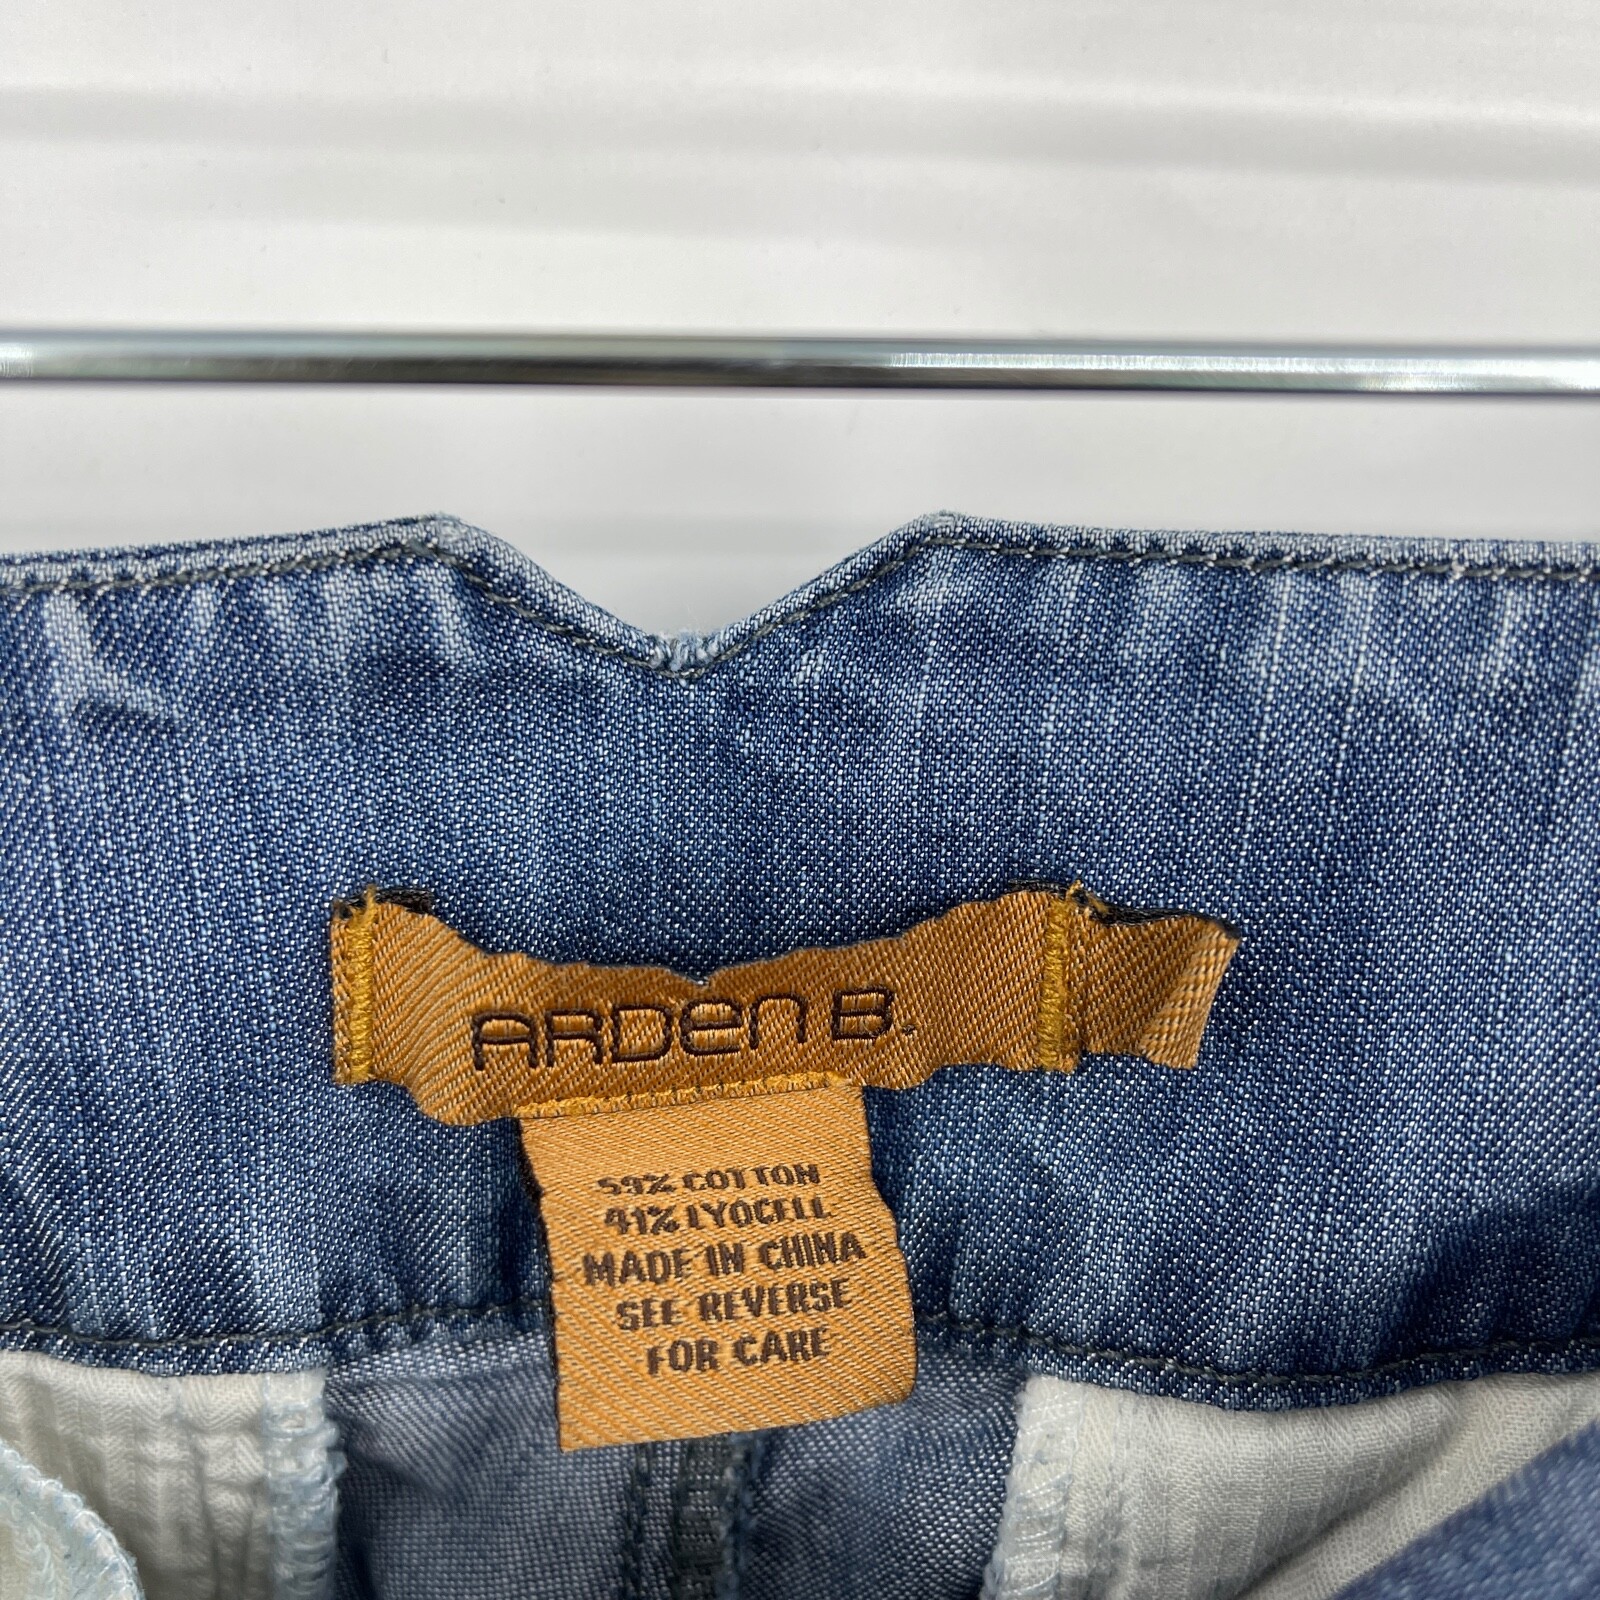 ARDEN B.
59% COTTON
41% LYOCELL
MADE IN CHINA
SEE REVERSE
FOR CARE